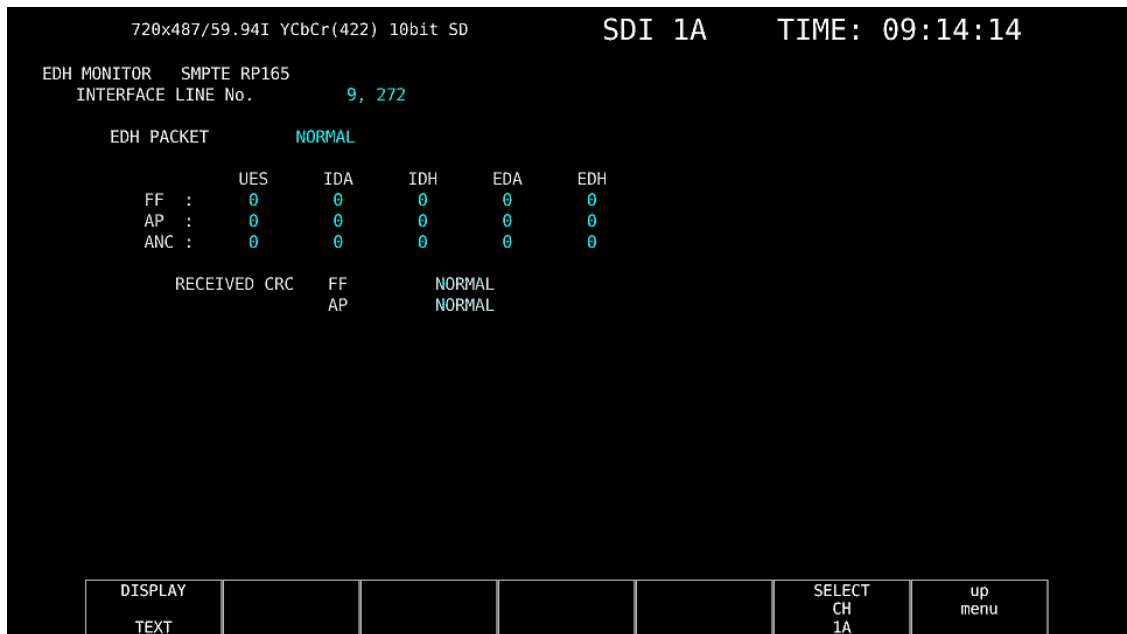 720x487/59.94I YCbCr(422) 10bit SD SDI 1A TIME: 09:14:14
EDH MONITOR SMPTE RP165
INTERFACE LINE No. 9, 272
EDH PACKET NORMAL
UES IDA IDH EDA EDH
FF : 0 0 0 0 0
AP : 0 0 0 0 0
ANC : 0 0 0 0 0
RECEIVED CRC FF NORMAL
AP NORMAL
DISPLAY
TEXT
SELECT
CH
1A
up
menu